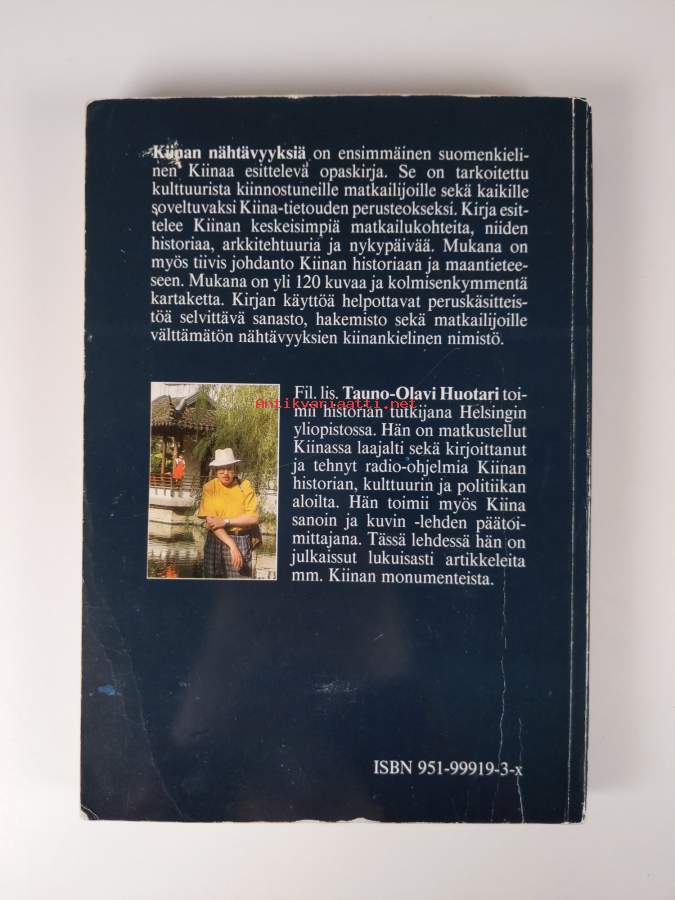 Kiinan nähtävyyksiä on ensimmäinen suomenkieli-
nen Kiinaa esittelevä opaskirja. Se on tarkoitettu
kulttuurista kiinnostuneille matkailijoille sekä kaikille
soveltuvaksi Kiina-tietouden perusteokseksi. Kirja esit-
telee Kiinan keskeisimpiä matkailukohteita, niiden
historiaa, arkkitehtuuria ja nykypäivää. Mukana on
myös tiivis johdanto Kiinan historiaan ja maantietee-
seen. Mukana on yli 120 kuvaa ja kolmisenkymmentä
kartaketta. Kirjan käyttöä helpottavat peruskäsitteis-
töä selvittävä sanasto, hakemisto sekä matkailijoille
välttämätön nähtävyyksien kiinankielinen nimistö.
Fil. lis. Tauno-Olavi Huotari toi-
mii historian tutkijana Helsingin
yliopistossa. Hän on matkustellut
Kiinassa laajalti sekä kirjoittanut
ja tehnyt radio-ohjelmia Kiinan
historian, kulttuurin ja politiikan
aloilta. Hän toimii myös Kiina
sanoin ja kuvin -lehden päätoi-
mittajana. Tässä lehdessä hän on
julkaissut lukuisasti artikkeleita
mm. Kiinan monumenteista.
Antikvariaatti.net
ISBN 951-99919-3-x